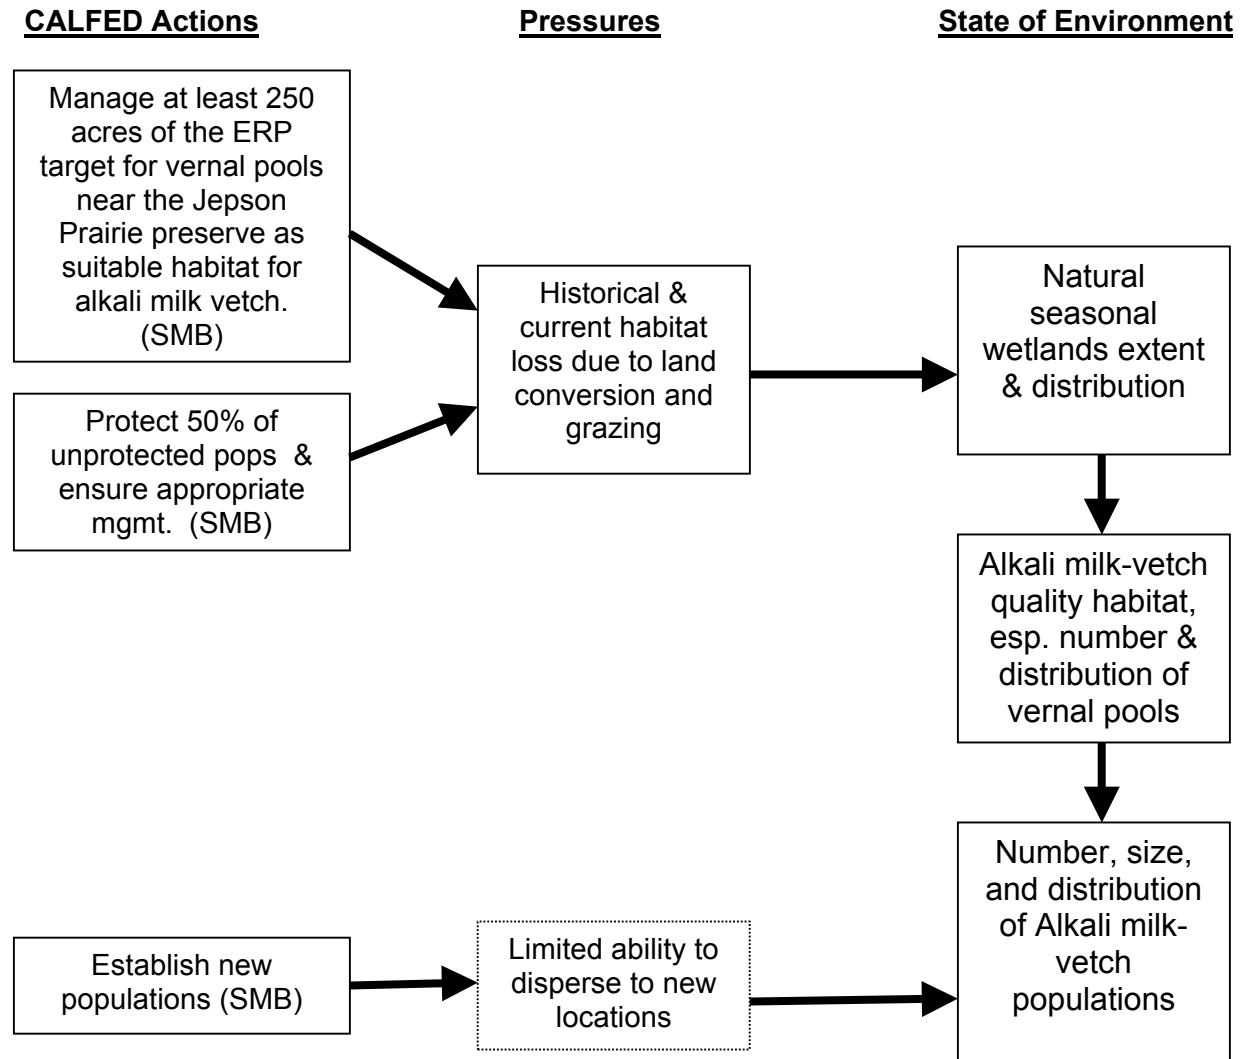 CALFED Actions
Pressures
State of Environment
Manage at least 250
acres of the ERP
target for vernal pools
near the Jepson
Prairie preserve as
suitable habitat for
alkali milk vetch.
(SMB)
Protect 50% of
unprotected pops  &
ensure appropriate
mgmt.  (SMB)
Historical &
current habitat
loss due to land
conversion and
grazing
Natural
seasonal
wetlands extent
& distribution
Alkali milk-vetch
quality habitat,
esp. number &
distribution of
vernal pools
Establish new
populations (SMB)
Limited ability to
disperse to new
locations
Number, size,
and distribution
of Alkali milk-
vetch
populations